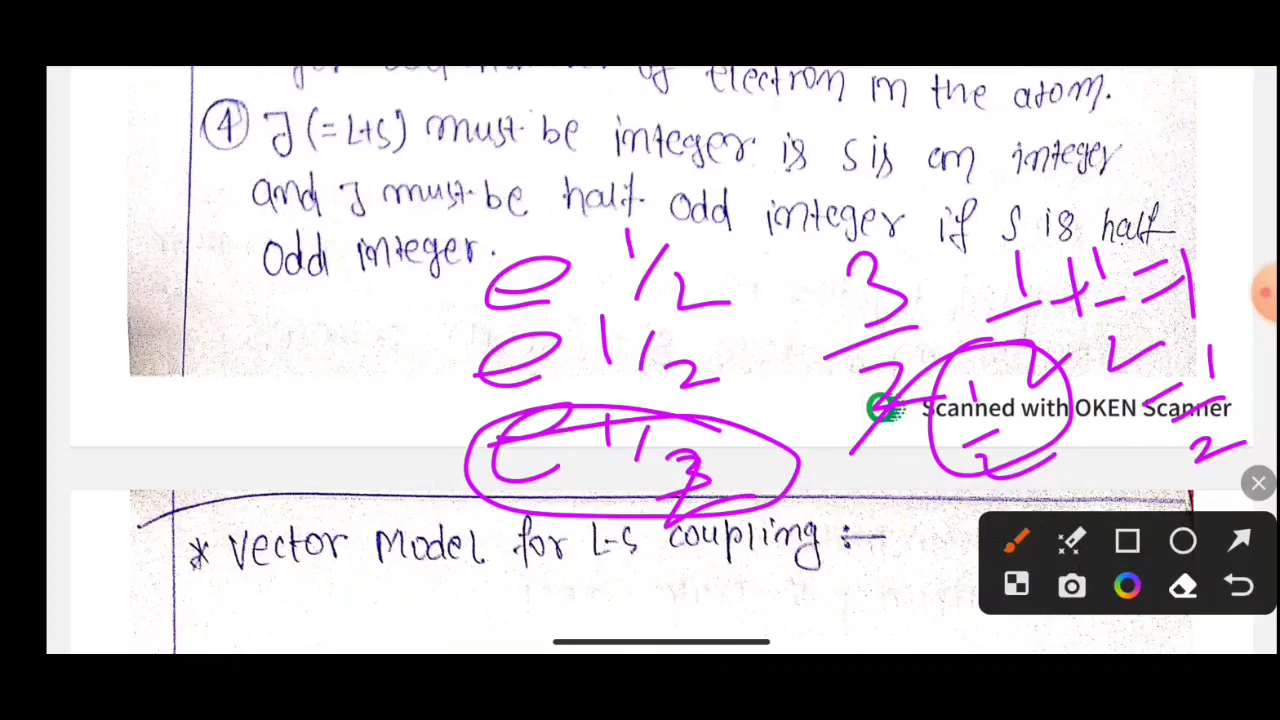 of electron in the atom.
④ J (= L+S) must be integer is S is an integer
and J must be half odd integer if S is half
odd integer.
e 1/2
e 1/2
e 1/2
3
1/2 + 1/2 = 1
= 1/2
1/2
Scanned with OKEN Scanner
* Vector Model for L-S coupling :-